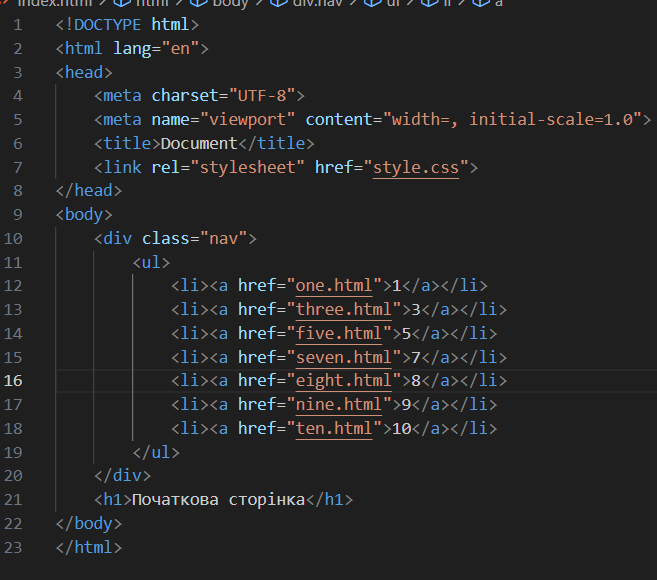 index.html > html > body > div.nav > ul > li > a
1 <!DOCTYPE html>
2 <html lang="en">
3 <head>
4 <meta charset="UTF-8">
5 <meta name="viewport" content="width=, initial-scale=1.0">
6 <title>Document</title>
7 <link rel="stylesheet" href="style.css">
8 </head>
9 <body>
10 <div class="nav">
11 <ul>
12 <li><a href="one.html">1</a></li>
13 <li><a href="three.html">3</a></li>
14 <li><a href="five.html">5</a></li>
15 <li><a href="seven.html">7</a></li>
16 <li><a href="eight.html">8</a></li>
17 <li><a href="nine.html">9</a></li>
18 <li><a href="ten.html">10</a></li>
19 </ul>
20 </div>
21 <h1>Початкова сторінка</h1>
22 </body>
23 </html>